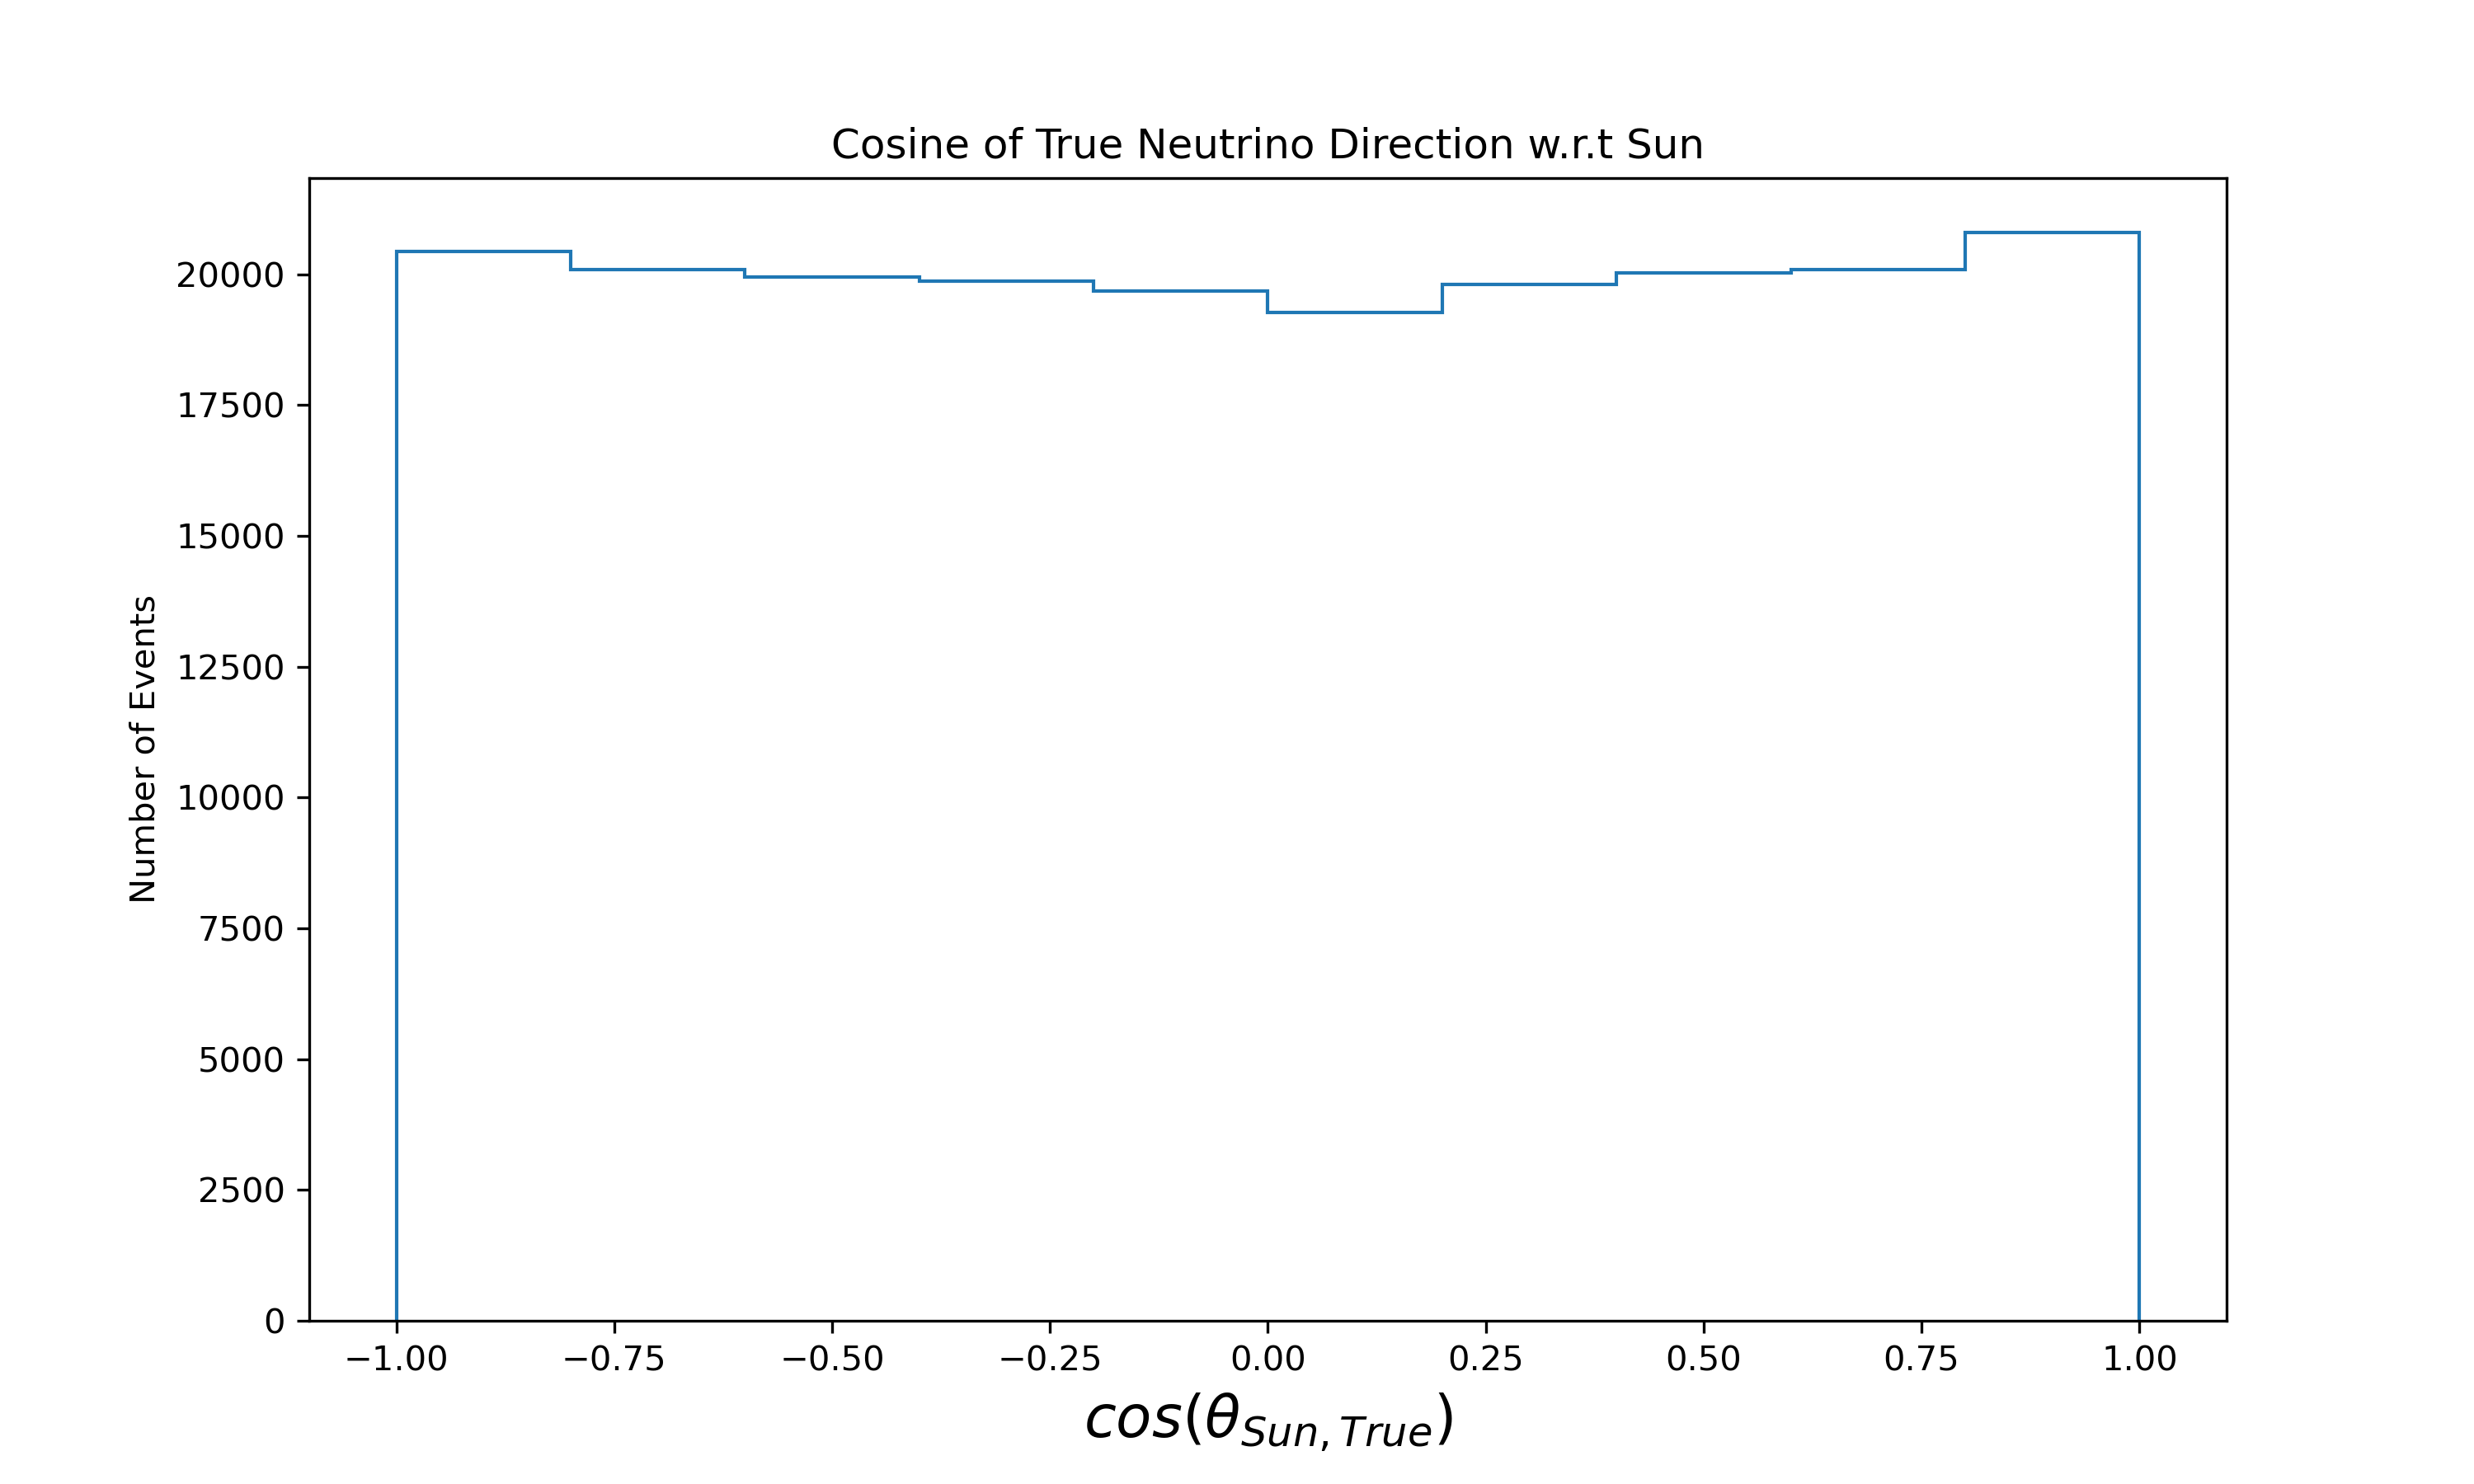 Cosine of True Neutrino Direction w.r.t Sun
Number of Events
20000
17500
15000
12500
10000
7500
5000
2500
0
−1.00 −0.75 −0.50 −0.25 0.00 0.25 0.50 0.75 1.00
cos(θ_{Sun, True})